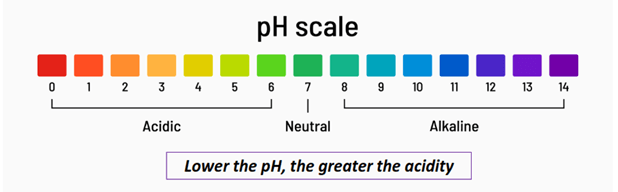 pH scale
0 1 2 3 4 5 6 7 8 9 10 11 12 13 14
Acidic Neutral Alkaline
Lower the pH, the greater the acidity